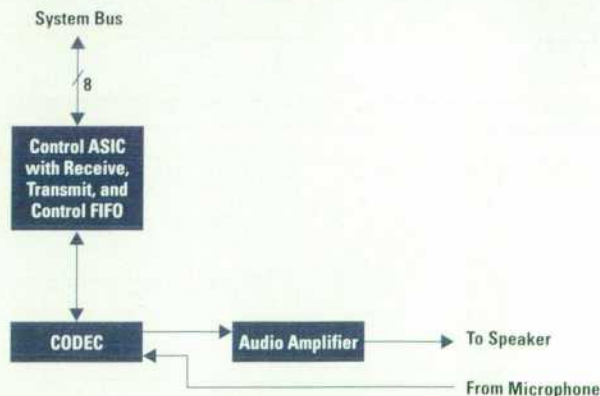 System Bus
8
Control ASIC
with Receive,
Transmit, and
Control FIFO
CODEC
Audio Amplifier
To Speaker
From Microphone